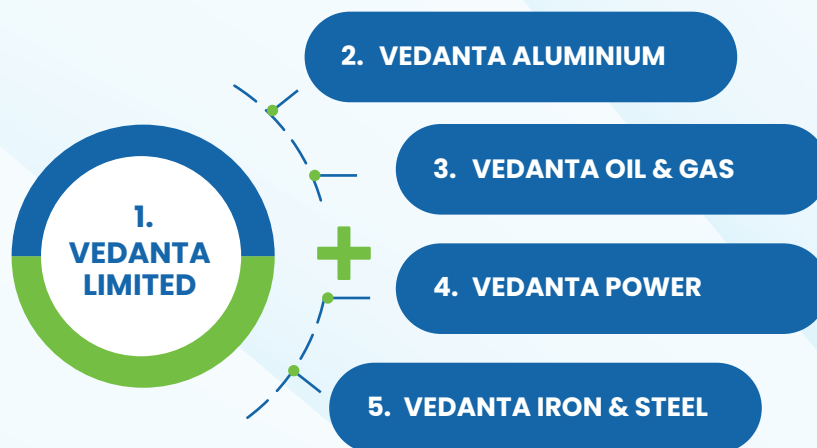 1.
VEDANTA
LIMITED
2. VEDANTA ALUMINIUM
3. VEDANTA OIL & GAS
4. VEDANTA POWER
5. VEDANTA IRON & STEEL